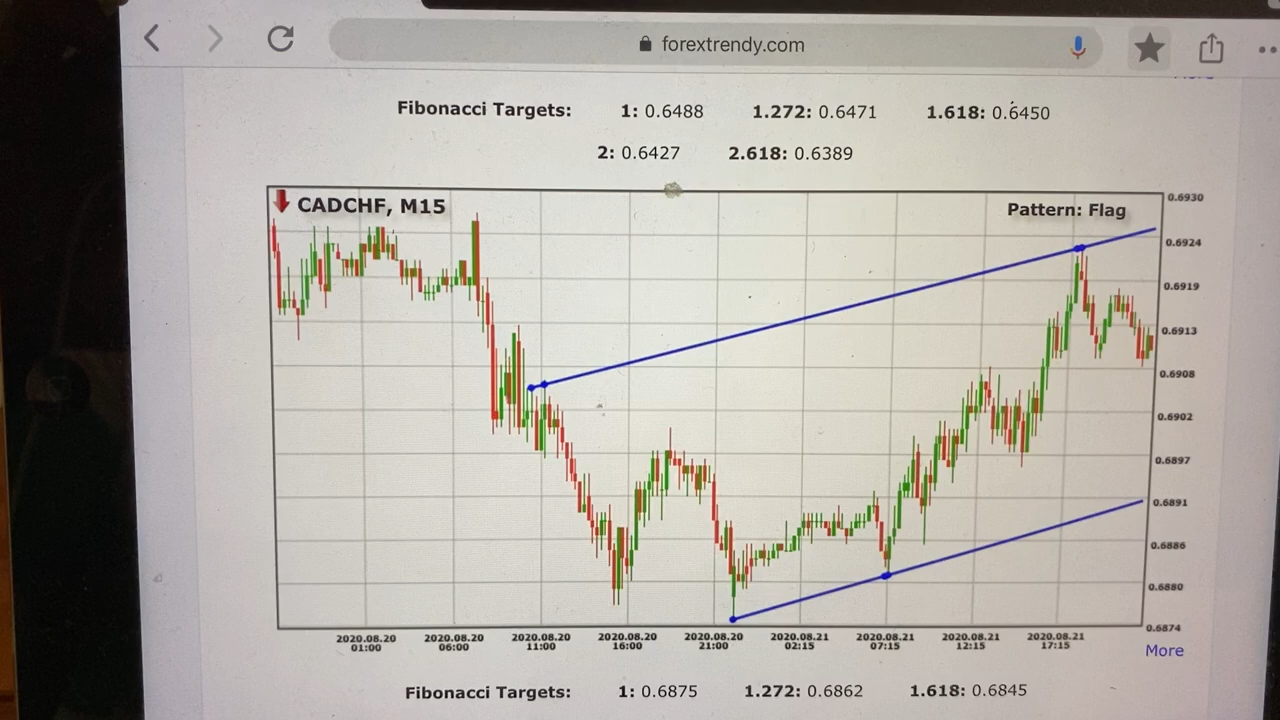 forexтrendy.com
Fibonacci Targets: 1: 0.6488 1.272: 0.6471 1.618: 0.6450
2: 0.6427 2.618: 0.6389
CADCHF, M15
Pattern: Flag
0.6930
0.6924
0.6919
0.6913
0.6908
0.6902
0.6897
0.6891
0.6886
0.6880
0.6874
2020.08.20 2020.08.20 2020.08.20 2020.08.20 2020.08.20 2020.08.21 2020.08.21 2020.08.21 2020.08.21
01:00 06:00 11:00 16:00 21:00 02:15 07:15 12:15 17:15
More
Fibonacci Targets: 1: 0.6875 1.272: 0.6862 1.618: 0.6845